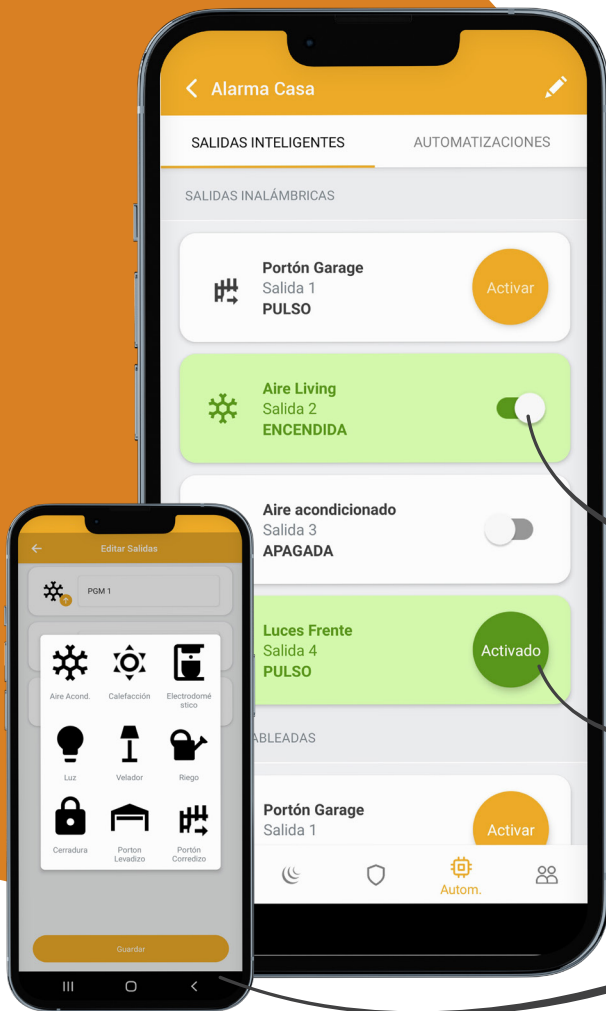 Alarma Casa
SALIDAS INTELIGENTES
AUTOMATIZACIONES
SALIDAS INALÁMBRICAS
Portón Garage
Salida 1
PULSO
Activar
Aire Living
Salida 2
ENCENDIDA
Aire acondicionado
Salida 3
APAGADA
Luces Frente
Salida 4
PULSO
Activado
ABLEADAS
Portón Garage
Salida 1
Activar
Autom.
Editar Salidas
PGM 1
Aire Acond.
Calefacción
Electrodomé
stico
Luz
Velador
Riego
Cerradura
Porton
Levadizo
Portón
Corredizo
Guardar